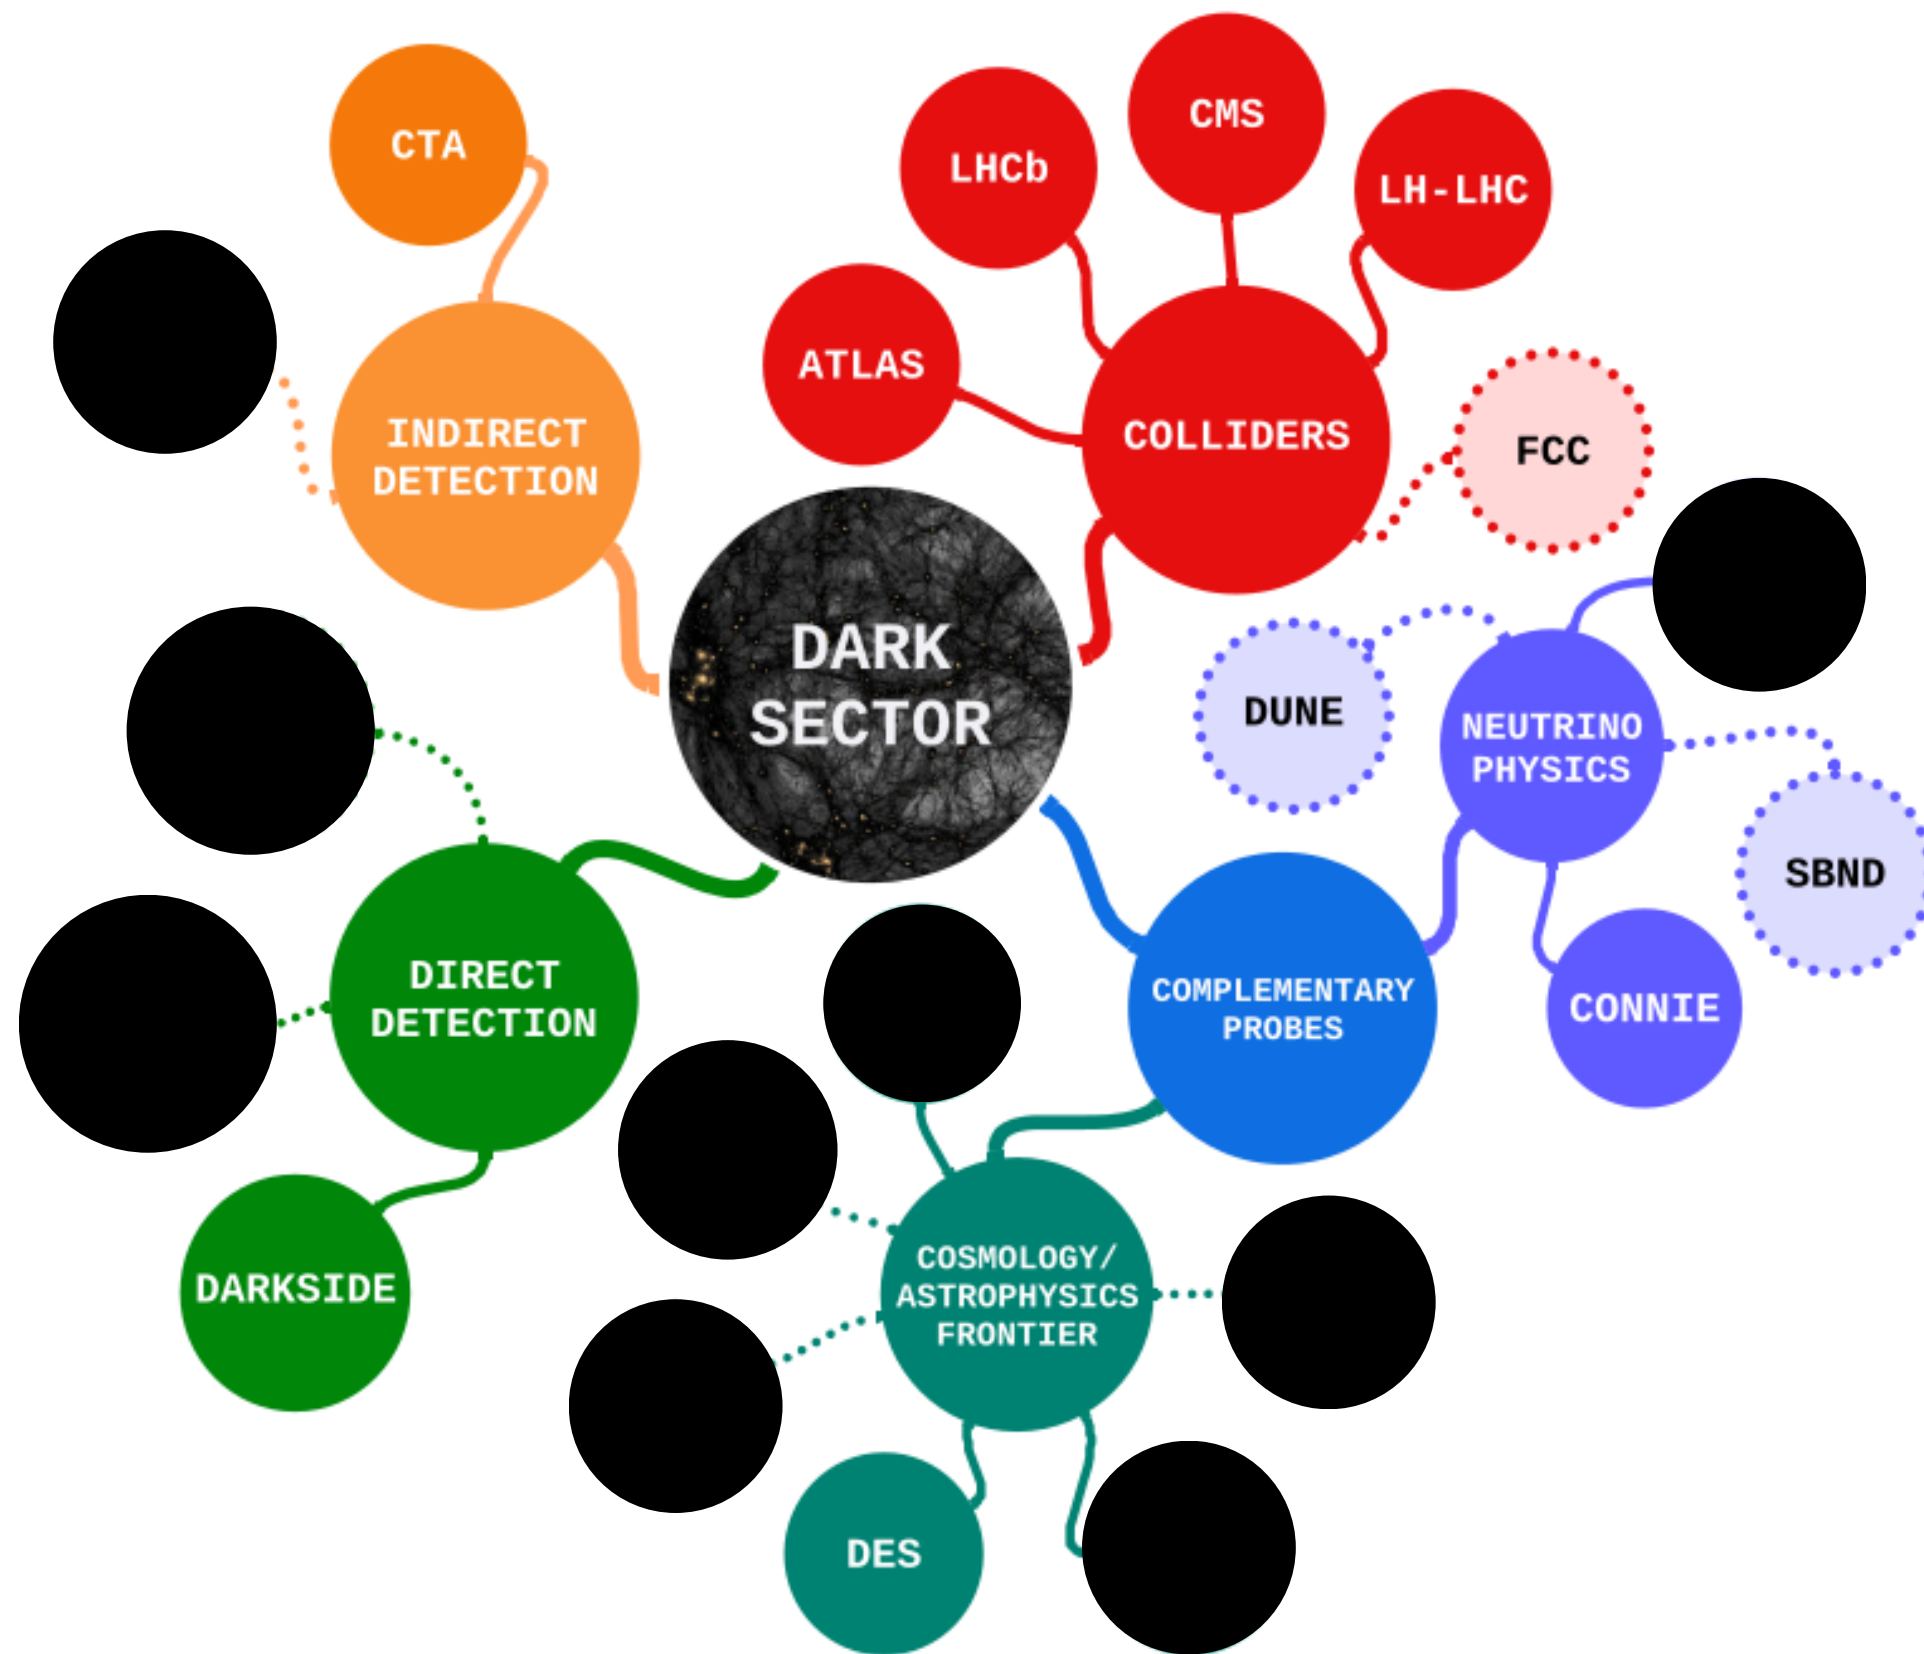 CTA
LHCb
CMS
LH-LHC
ATLAS
COLLIDERS
FCC
INDIRECT
DETECTION
DARK
SECTOR
DUNE
NEUTRINO
PHYSICS
SBND
CONNIE
COMPLEMENTARY
PROBES
DIRECT
DETECTION
DARKSIDE
COSMOLOGY/
ASTROPHYSICS
FRONTIER
DES